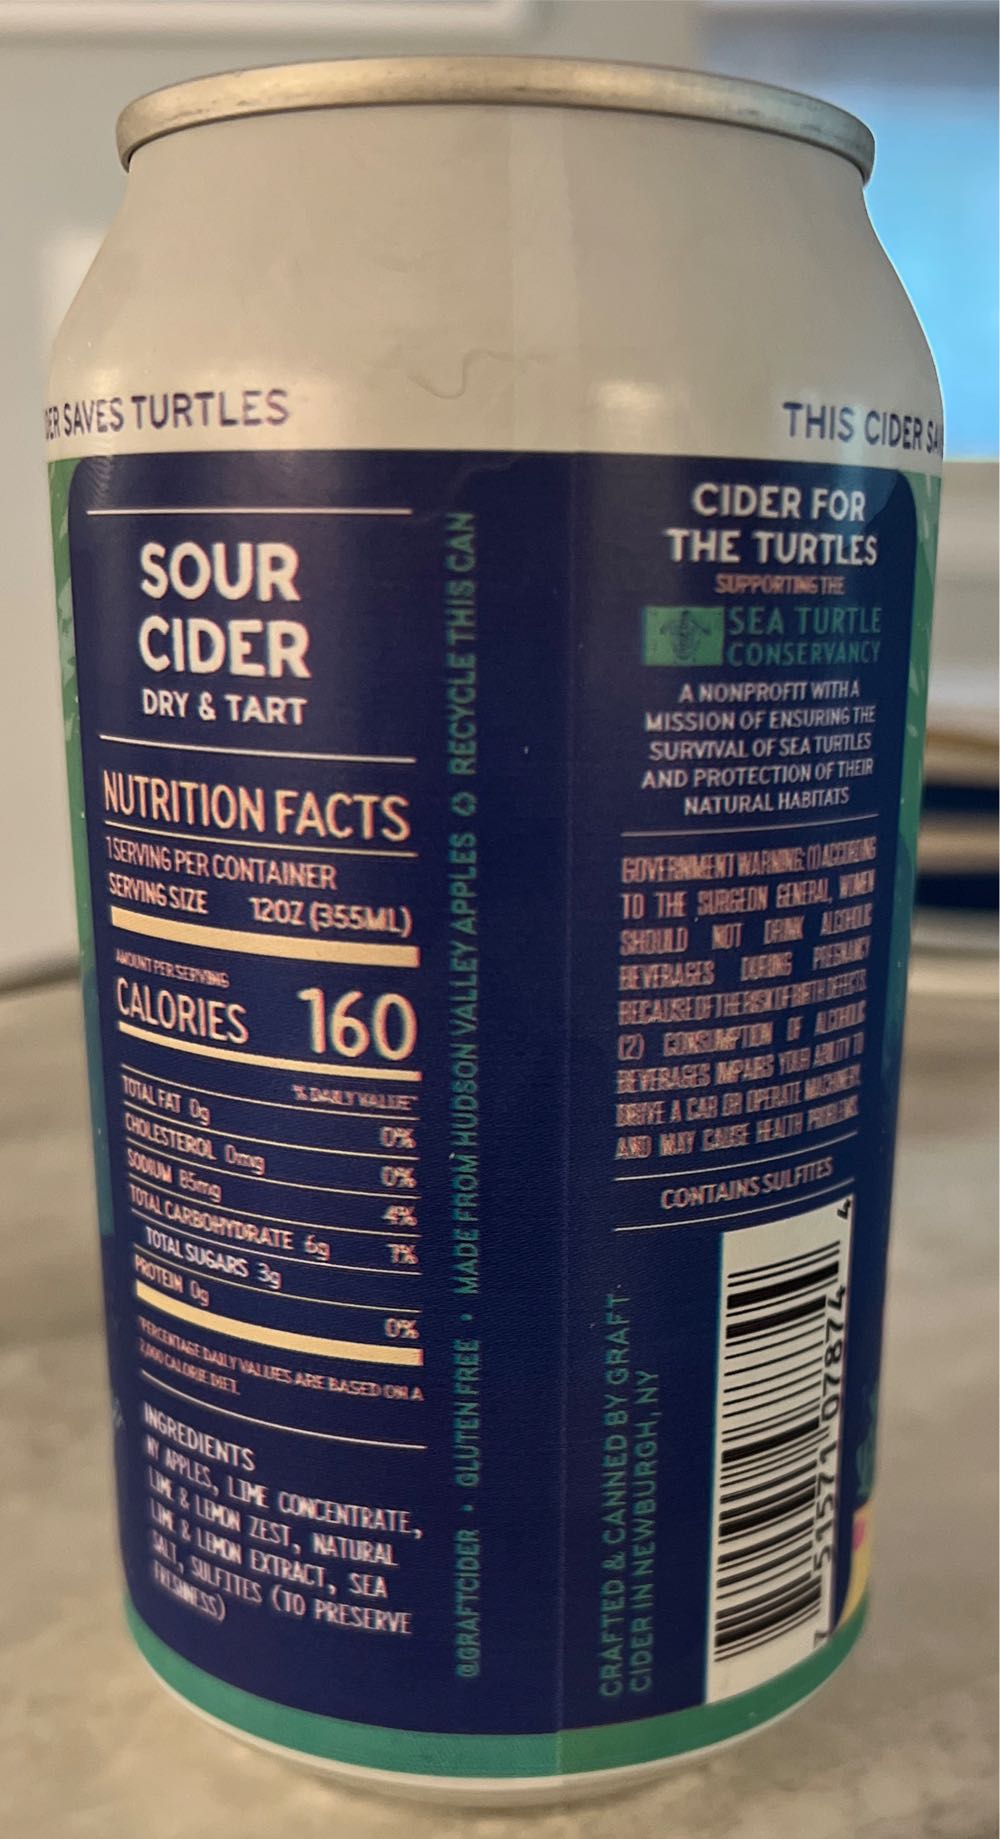 DER SAVES TURTLES
THIS CIDER SA
SOUR
CIDER
DRY & TART
NUTRITION FACTS
1 SERVING PER CONTAINER
SERVING SIZE 12OZ (355ML)
AMOUNT PER SERVING
CALORIES 160
% DAILY VALUE*
TOTAL FAT 0g 0%
CHOLESTEROL 0mg 0%
SODIUM 85mg 4%
TOTAL CARBOHYDRATE 6g
TOTAL SUGARS 3g
PROTEIN 0g 0%
*PERCENTAGE DAILY VALUES ARE BASED ON A
2,000 CALORIE DIET.
INGREDIENTS
NY APPLES, LIME CONCENTRATE,
LIME & LEMON ZEST, NATURAL
LIME & LEMON EXTRACT, SEA
SALT, SULFITES (TO PRESERVE
FRESHNESS)
@GRAFTCIDER • GLUTEN FREE • MADE FROM HUDSON VALLEY APPLES RECYCLE THIS CAN
CIDER FOR
THE TURTLES
SUPPORTING THE
SEA TURTLE
CONSERVANCY
A NONPROFIT WITH A
MISSION OF ENSURING THE
SURVIVAL OF SEA TURTLES
AND PROTECTION OF THEIR
NATURAL HABITATS
GOVERNMENT WARNING: (1) ACCORDING
TO THE SURGEON GENERAL, WOMEN
SHOULD NOT DRINK ALCOHOLIC
BEVERAGES DURING PREGNANCY
BECAUSE OF THE RISK OF BIRTH DEFECTS.
(2) CONSUMPTION OF ALCOHOLIC
BEVERAGES IMPAIRS YOUR ABILITY TO
DRIVE A CAR OR OPERATE MACHINERY,
AND MAY CAUSE HEALTH PROBLEMS.
CONTAINS SULFITES
CRAFTED & CANNED BY GRAFT
CIDER IN NEWBURGH, NY
7 51571 07874 4